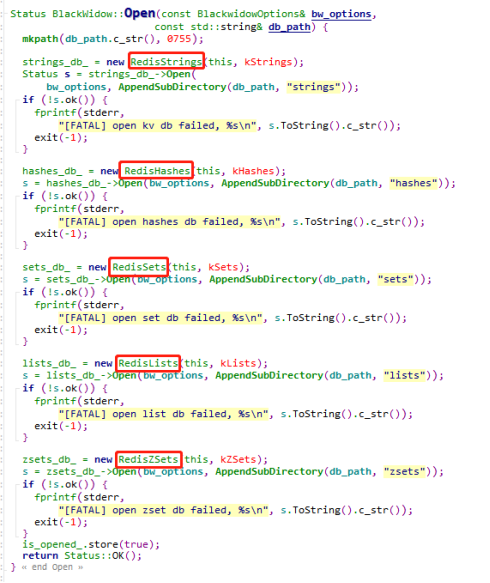 Status BlackWidow::Open(const BlackwidowOptions& bw_options,
const std::string& db_path) {
mkpath(db_path.c_str(), 0755);
strings_db_ = new RedisStrings(this, kStrings);
Status s = strings_db_->Open(
bw_options, AppendSubDirectory(db_path, "strings"));
if (!s.ok()) {
fprintf(stderr,
"[FATAL] open kv db failed, %s\n", s.ToString().c_str());
exit(-1);
}
hashes_db_ = new RedisHashes(this, kHashes);
s = hashes_db_->Open(bw_options, AppendSubDirectory(db_path, "hashes"));
if (!s.ok()) {
fprintf(stderr,
"[FATAL] open hashes db failed, %s\n", s.ToString().c_str());
exit(-1);
}
sets_db_ = new RedisSets(this, kSets);
s = sets_db_->Open(bw_options, AppendSubDirectory(db_path, "sets"));
if (!s.ok()) {
fprintf(stderr,
"[FATAL] open set db failed, %s\n", s.ToString().c_str());
exit(-1);
}
lists_db_ = new RedisLists(this, kLists);
s = lists_db_->Open(bw_options, AppendSubDirectory(db_path, "lists"));
if (!s.ok()) {
fprintf(stderr,
"[FATAL] open list db failed, %s\n", s.ToString().c_str());
exit(-1);
}
zsets_db_ = new RedisZSets(this, kZSets);
s = zsets_db_->Open(bw_options, AppendSubDirectory(db_path, "zsets"));
if (!s.ok()) {
fprintf(stderr,
"[FATAL] open zset db failed, %s\n", s.ToString().c_str());
exit(-1);
}
is_opened_.store(true);
return Status::OK();
} « end Open »